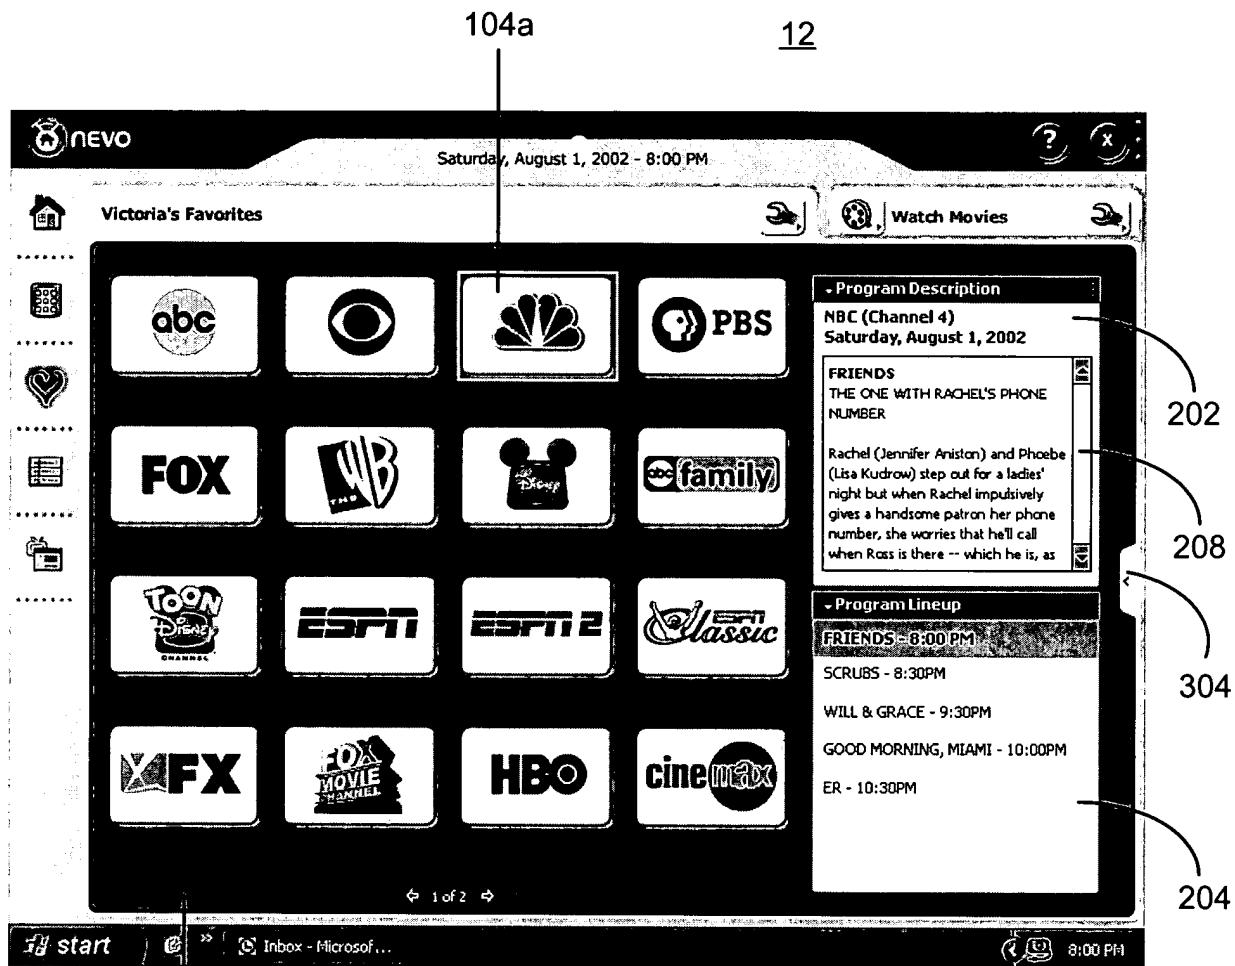 104a
12
nevo
Saturday, August 1, 2002 - 8:00 PM
?
x
Victoria's Favorites
Watch Movies
abc
PBS
Program Description
NBC (Channel 4)
Saturday, August 1, 2002
FRIENDS
THE ONE WITH RACHEL'S PHONE
NUMBER
Rachel (Jennifer Aniston) and Phoebe
(Lisa Kudrow) step out for a ladies'
night but when Rachel impulsively
gives a handsome patron her phone
number, she worries that he'll call
when Ross is there -- which he is, as
202
208
FOX
THE WB
Disney
abc family
TOON
DISNEY
CHANNEL
ESPN
ESPN 2
ESPN
Classic
Program Lineup
FRIENDS - 8:00 PM
SCRUBS - 8:30PM
WILL & GRACE - 9:30PM
GOOD MORNING, MIAMI - 10:00PM
ER - 10:30PM
304
FX
FOX
MOVIE
CHANNEL
HBO
cinemax
204
1 of 2
start
»
Inbox - Microsof...
8:00 PM